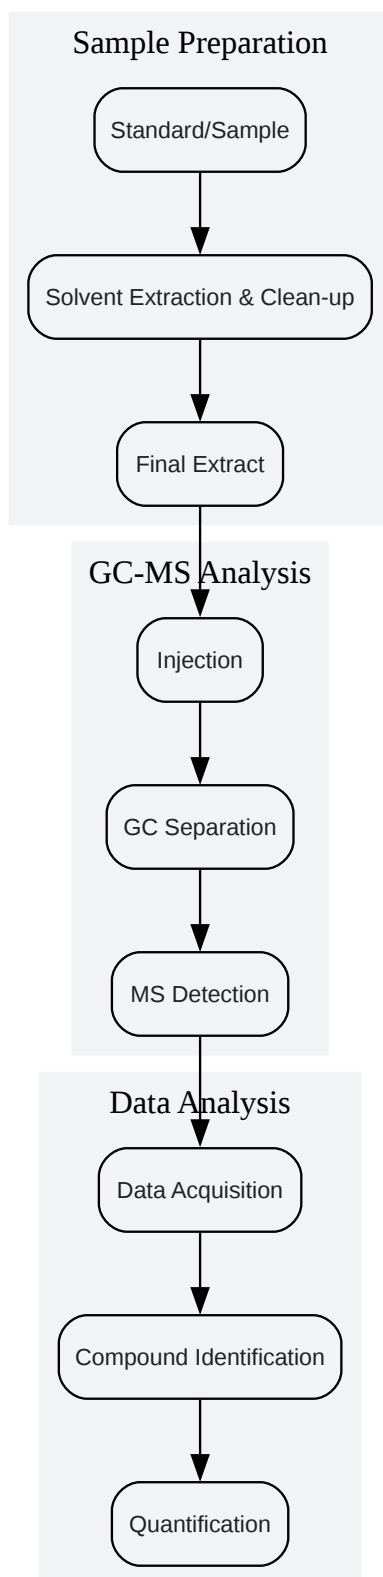 Sample Preparation
Standard/Sample
Solvent Extraction & Clean-up
Final Extract
GC-MS Analysis
Injection
GC Separation
MS Detection
Data Analysis
Data Acquisition
Compound Identification
Quantification